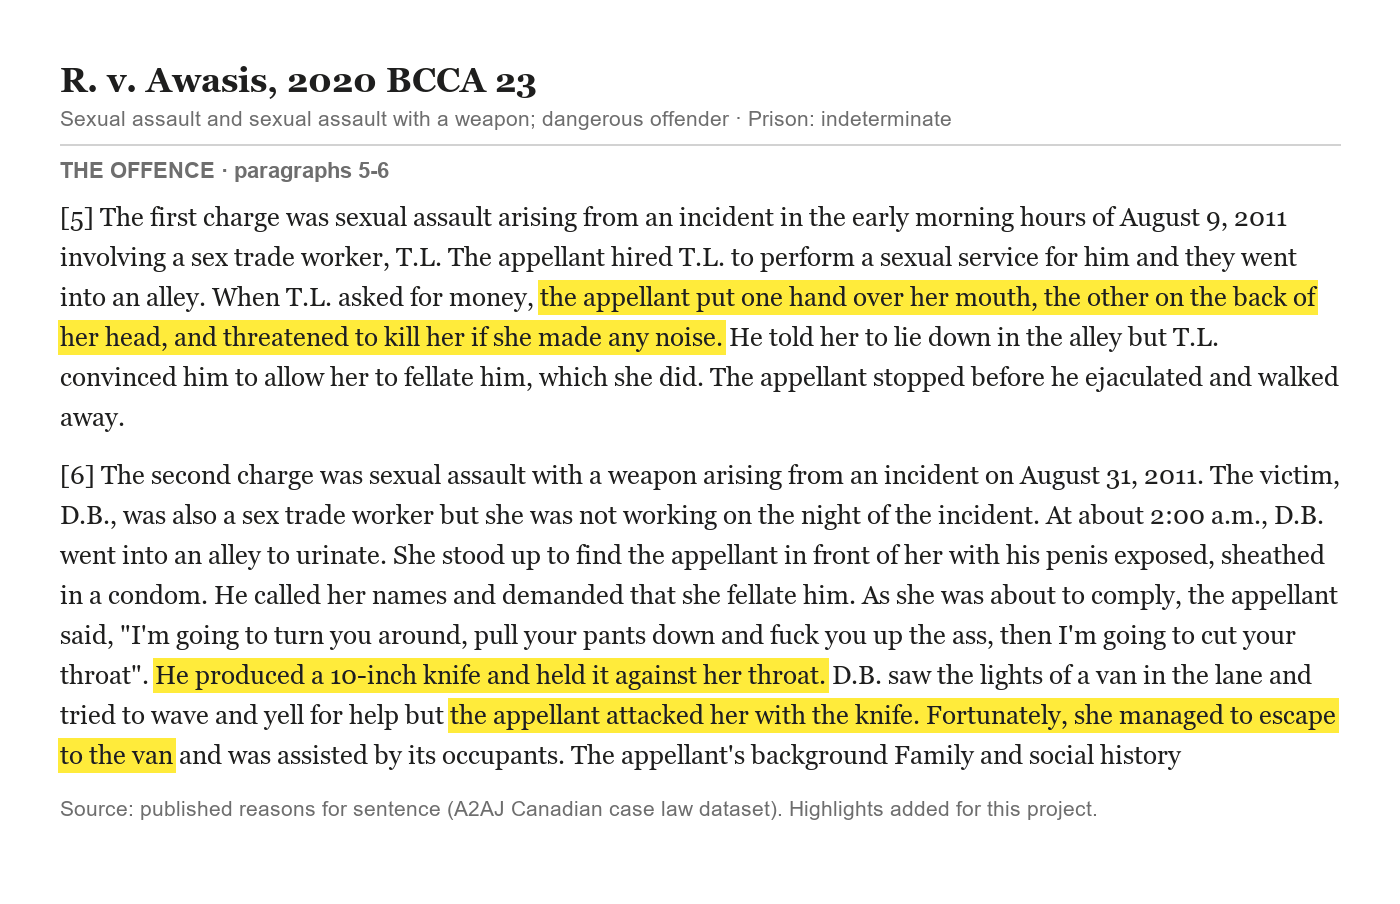 R. v. Awasis, 2020 BCCA 23
Sexual assault and sexual assault with a weapon; dangerous offender · Prison: indeterminate
THE OFFENCE · paragraphs 5-6
[5] The first charge was sexual assault arising from an incident in the early morning hours of August 9, 2011
involving a sex trade worker, T.L. The appellant hired T.L. to perform a sexual service for him and they went
into an alley. When T.L. asked for money, the appellant put one hand over her mouth, the other on the back of
her head, and threatened to kill her if she made any noise. He told her to lie down in the alley but T.L.
convinced him to allow her to fellate him, which she did. The appellant stopped before he ejaculated and walked
away.
[6] The second charge was sexual assault with a weapon arising from an incident on August 31, 2011. The victim,
D.B., was also a sex trade worker but she was not working on the night of the incident. At about 2:00 a.m., D.B.
went into an alley to urinate. She stood up to find the appellant in front of her with his penis exposed, sheathed
in a condom. He called her names and demanded that she fellate him. As she was about to comply, the appellant
said, "I'm going to turn you around, pull your pants down and fuck you up the ass, then I'm going to cut your
throat". He produced a 10-inch knife and held it against her throat. D.B. saw the lights of a van in the lane and
tried to wave and yell for help but the appellant attacked her with the knife. Fortunately, she managed to escape
to the van and was assisted by its occupants. The appellant's background Family and social history
Source: published reasons for sentence (A2AJ Canadian case law dataset). Highlights added for this project.